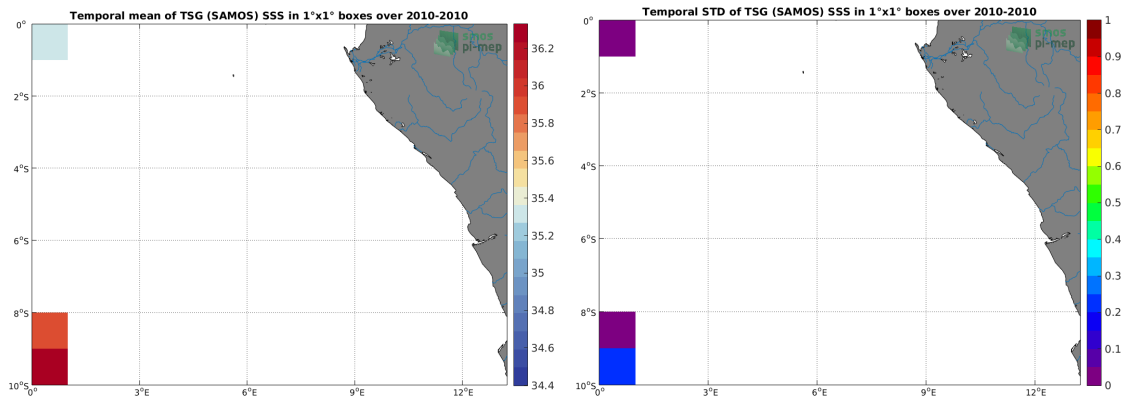 Temporal mean of TSG (SAMOS) SSS in 1°x1° boxes over 2010-2010
smos
pi-mep
0°
2°S
4°S
6°S
8°S
10°S
0°
3°E
6°E
9°E
12°E
36.2
36
35.8
35.6
35.4
35.2
35
34.8
34.6
34.4
Temporal STD of TSG (SAMOS) SSS in 1°x1° boxes over 2010-2010
smos
pi-mep
0°
2°S
4°S
6°S
8°S
10°S
0°
3°E
6°E
9°E
12°E
1
0.9
0.8
0.7
0.6
0.5
0.4
0.3
0.2
0.1
0